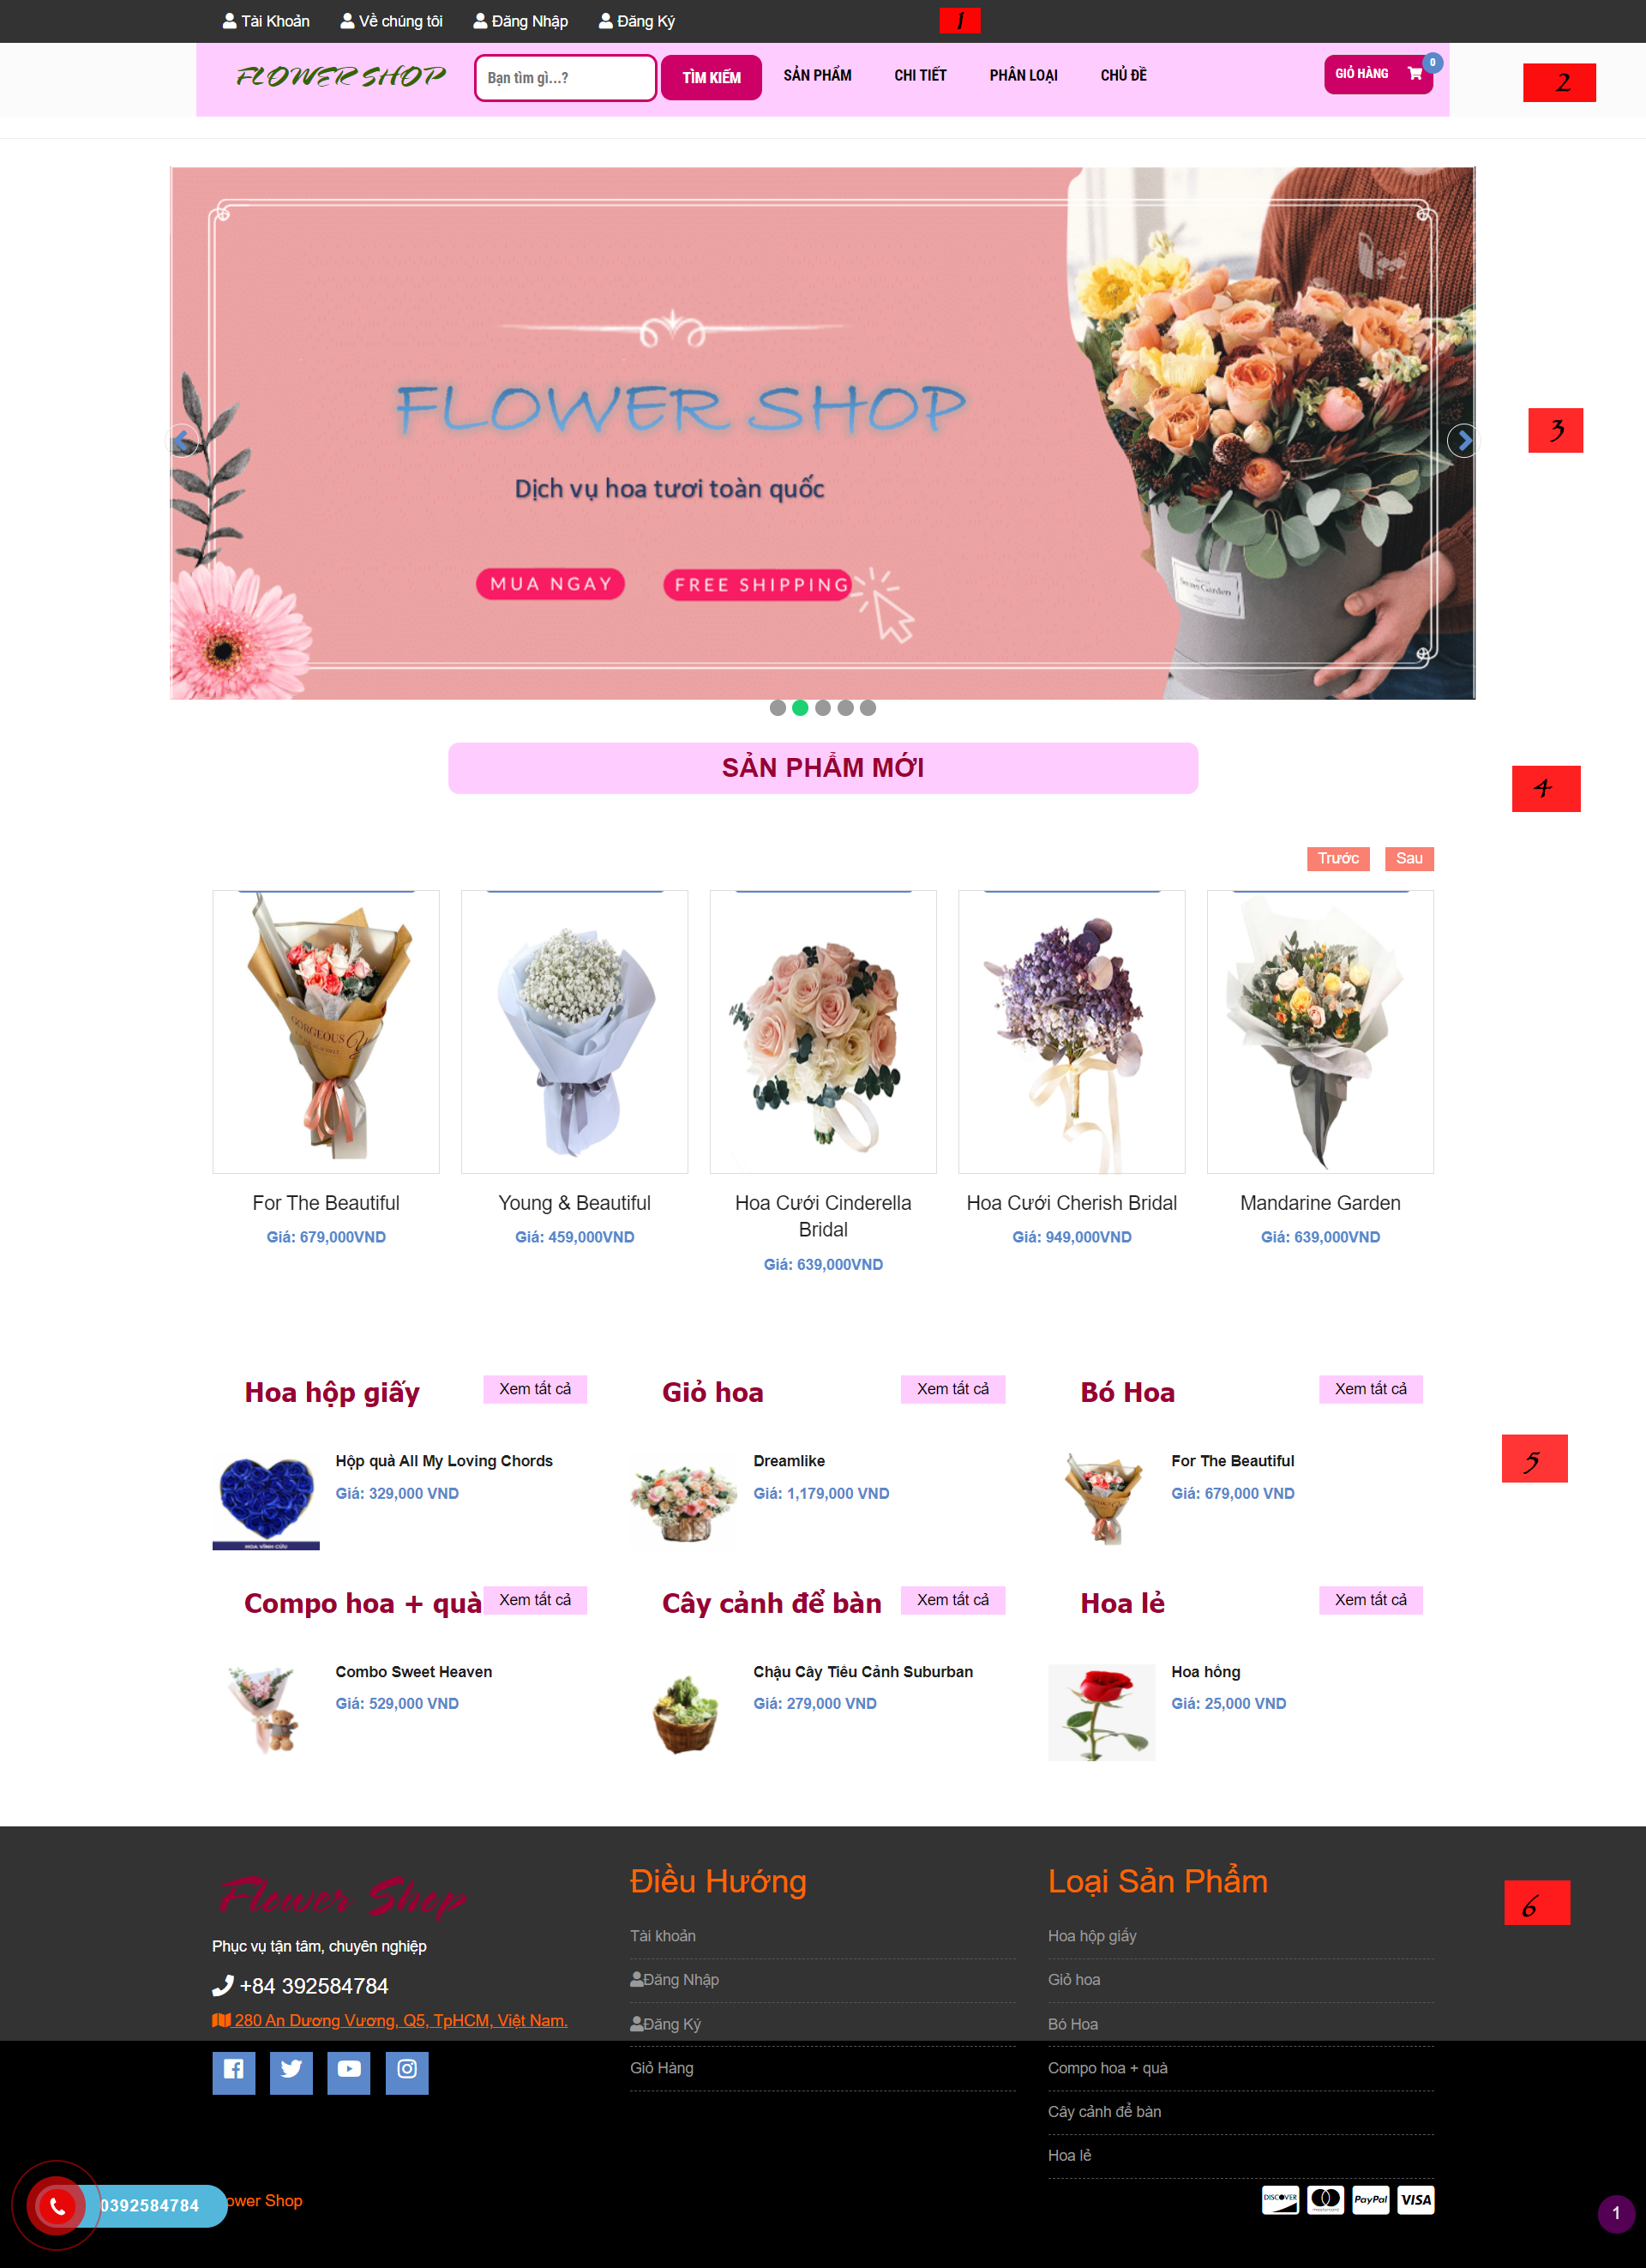 Tài Khoản Về chúng tôi Đăng Nhập Đăng Ký 1
FLOWER SHOP Bạn tìm gì...? TÌM KIẾM SẢN PHẨM CHI TIẾT PHÂN LOẠI CHỦ ĐỀ GIỎ HÀNG 0 2
FLOWER SHOP
3
Dịch vụ hoa tươi toàn quốc
MUA NGAY FREE SHIPPING
Garden
SẢN PHẨM MỚI
4
Trước Sau
GORGEOUS
For The Beautiful Young & Beautiful Hoa Cưới Cinderella Bridal Hoa Cưới Cherish Bridal Mandarine Garden
Giá: 679,000VND Giá: 459,000VND Giá: 639,000VND Giá: 949,000VND Giá: 639,000VND
Hoa hộp giấy Xem tất cả Giỏ hoa Xem tất cả Bó Hoa Xem tất cả
Hộp quà All My Loving Chords Dreamlike For The Beautiful 5
Giá: 329,000 VND Giá: 1,179,000 VND Giá: 679,000 VND
HOA VĨNH CỬU
Compo hoa + quà Xem tất cả Cây cảnh để bàn Xem tất cả Hoa lẻ Xem tất cả
Combo Sweet Heaven Chậu Cây Tiểu Cảnh Suburban Hoa hồng
Giá: 529,000 VND Giá: 279,000 VND Giá: 25,000 VND
Flower Shop
Phục vụ tận tâm, chuyên nghiệp
+84 392584784
280 An Dương Vương, Q5, TpHCM, Việt Nam.
Điều Hướng
Tài khoản
Đăng Nhập
Đăng Ký
Giỏ Hàng
Loại Sản Phẩm
Hoa hộp giấy
Giỏ hoa
Bó Hoa
Compo hoa + quà
Cây cảnh để bàn
Hoa lẻ
6
0392584784 ower Shop DISCOVER PayPal VISA 1